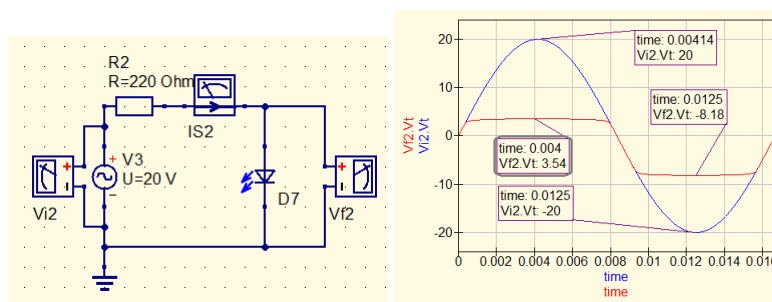 R2
R=220 Ohm
IS2
+
V3
U=20 V
–
+
Vi2
D7
+
Vf2
Vf2.Vt
Vi2.Vt
20
10
0
-10
-20
time: 0.00414
Vi2.Vt: 20
time: 0.0125
Vf2.Vt: -8.18
time: 0.004
Vf2.Vt: 3.54
time: 0.0125
Vi2.Vt: -20
0 0.002 0.004 0.006 0.008 0.01 0.012 0.014 0.016
time
time